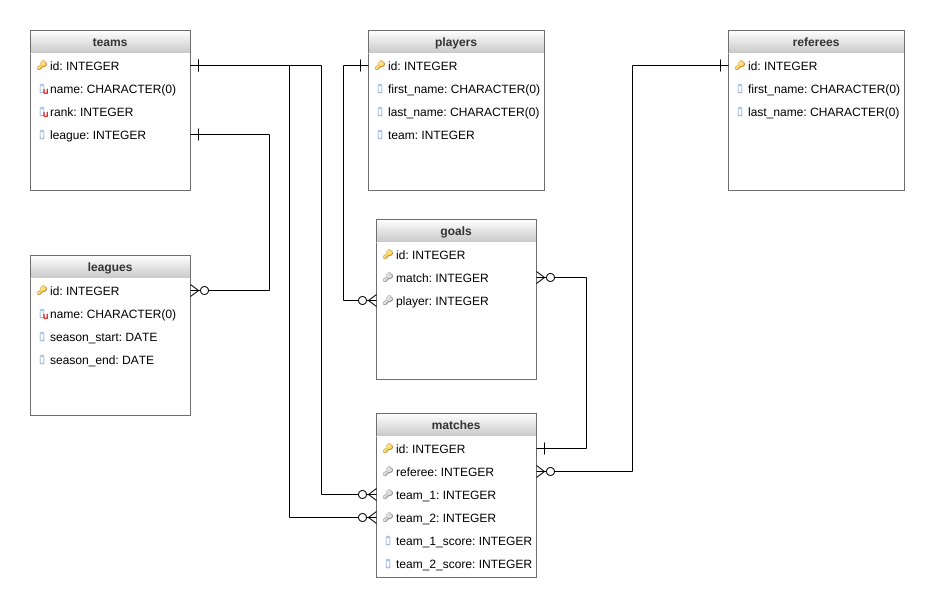 teams
id: INTEGER
name: CHARACTER(0)
rank: INTEGER
league: INTEGER
players
id: INTEGER
first_name: CHARACTER(0)
last_name: CHARACTER(0)
team: INTEGER
referees
id: INTEGER
first_name: CHARACTER(0)
last_name: CHARACTER(0)
leagues
id: INTEGER
name: CHARACTER(0)
season_start: DATE
season_end: DATE
goals
id: INTEGER
match: INTEGER
player: INTEGER
matches
id: INTEGER
referee: INTEGER
team_1: INTEGER
team_2: INTEGER
team_1_score: INTEGER
team_2_score: INTEGER